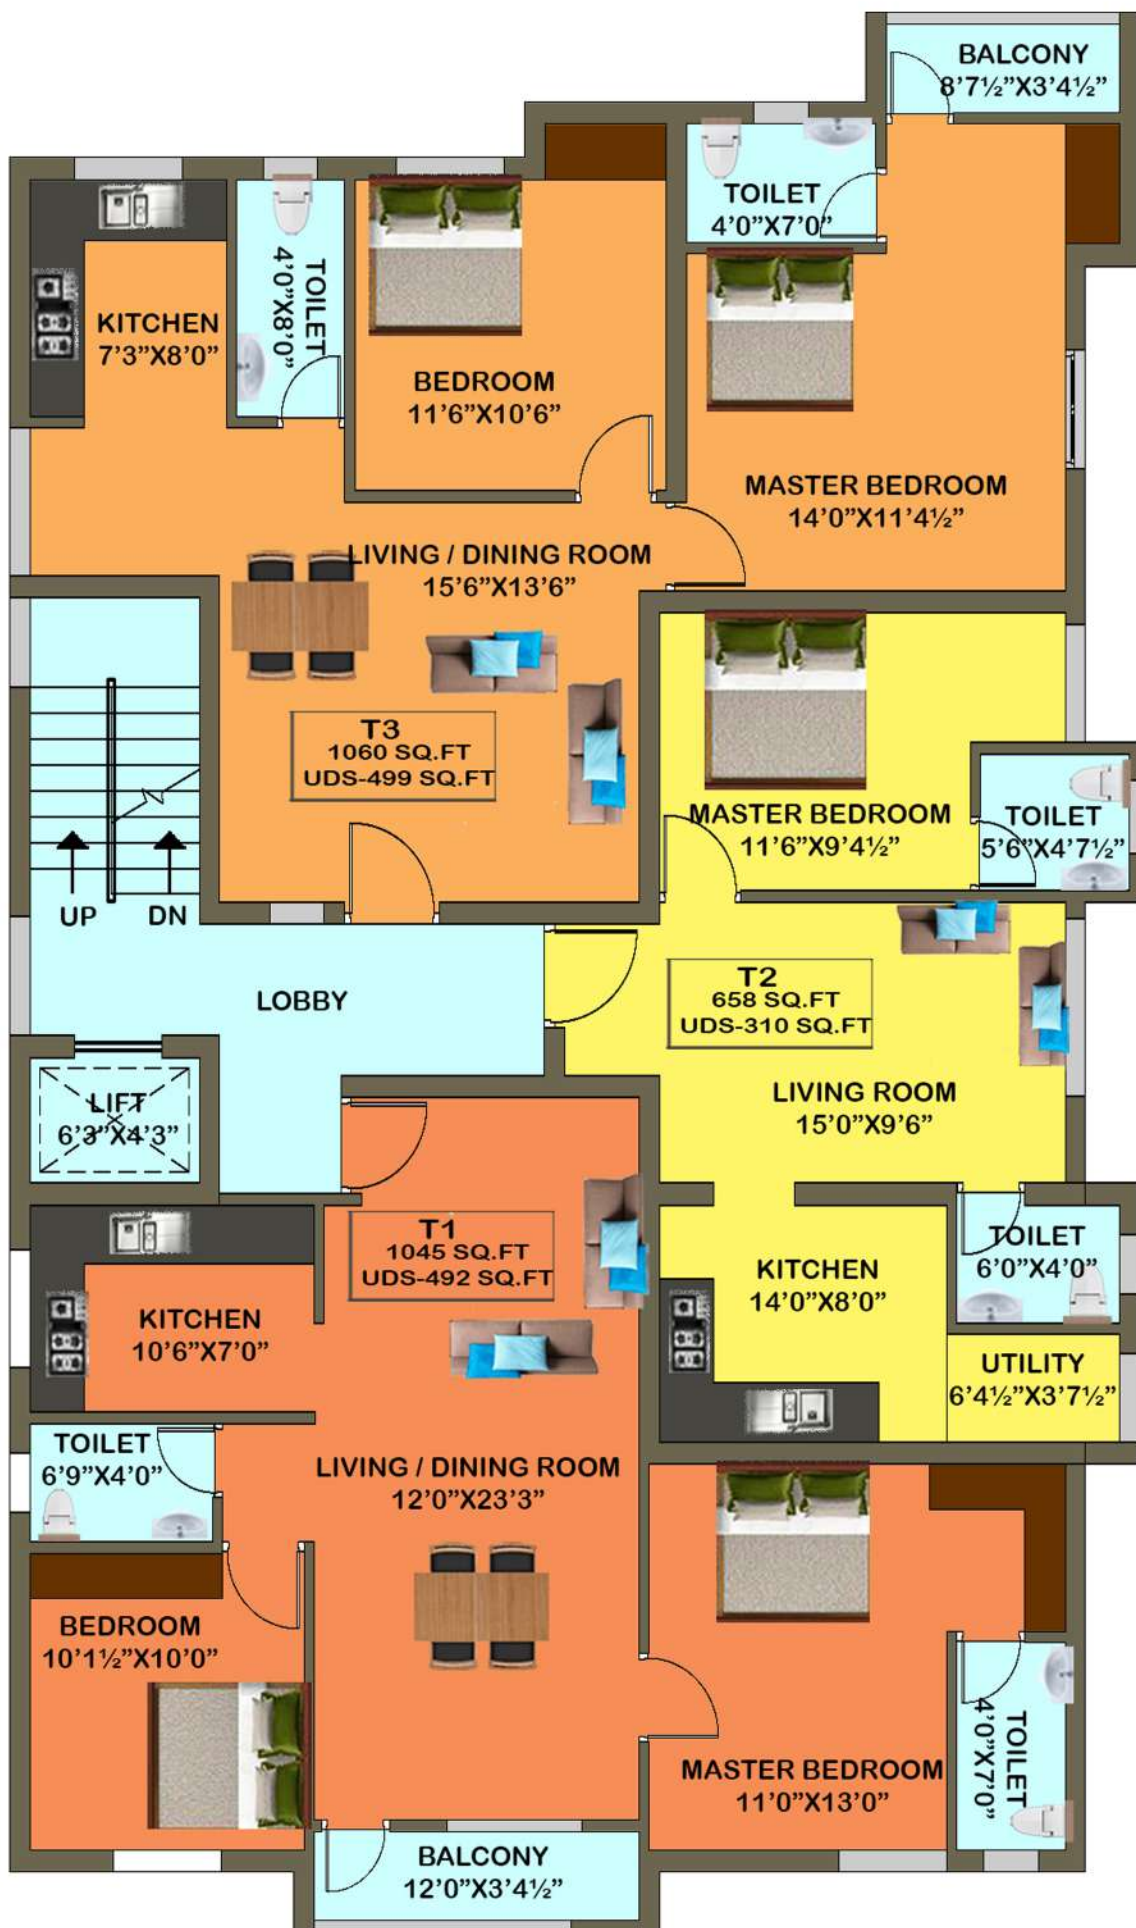 BALCONY
8’7½”X3’4½”
TOILET
4’0”X7’0”
TOILET
4’0”X8’0”
KITCHEN
7’3”X8’0”
BEDROOM
11’6”X10’6”
MASTER BEDROOM
14’0”X11’4½”
LIVING / DINING ROOM
15’6”X13’6”
T3
1060 SQ.FT
UDS-499 SQ.FT
MASTER BEDROOM
11’6”X9’4½”
TOILET
5’6”X4’7½”
UP
DN
LOBBY
T2
658 SQ.FT
UDS-310 SQ.FT
LIVING ROOM
15’0”X9’6”
LIFT
6’3”X4’3”
T1
1045 SQ.FT
UDS-492 SQ.FT
TOILET
6’0”X4’0”
KITCHEN
14’0”X8’0”
KITCHEN
10’6”X7’0”
UTILITY
6’4½”X3’7½”
TOILET
6’9”X4’0”
LIVING / DINING ROOM
12’0”X23’3”
BEDROOM
10’1½”X10’0”
TOILET
4’0”X7’0”
MASTER BEDROOM
11’0”X13’0”
BALCONY
12’0”X3’4½”